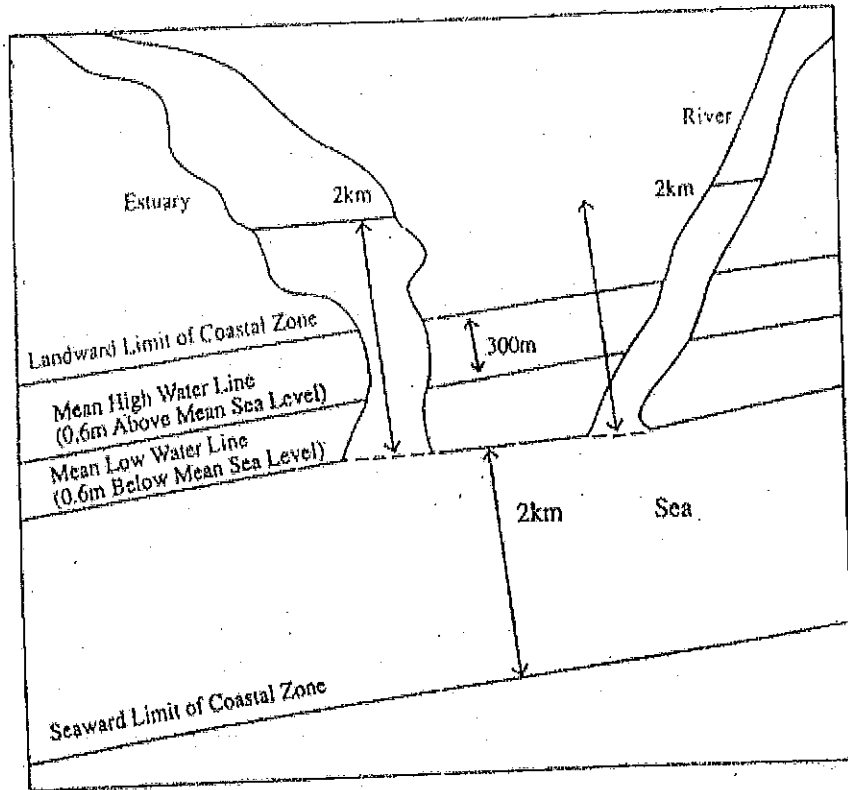 River
2km
Estuary
2km
Landward Limit of Coastal Zone
300m
Mean High Water Line
(0.6m Above Mean Sea Level)
Mean Low Water Line
(0.6m Below Mean Sea Level)
2km
Sea
Seaward Limit of Coastal Zone